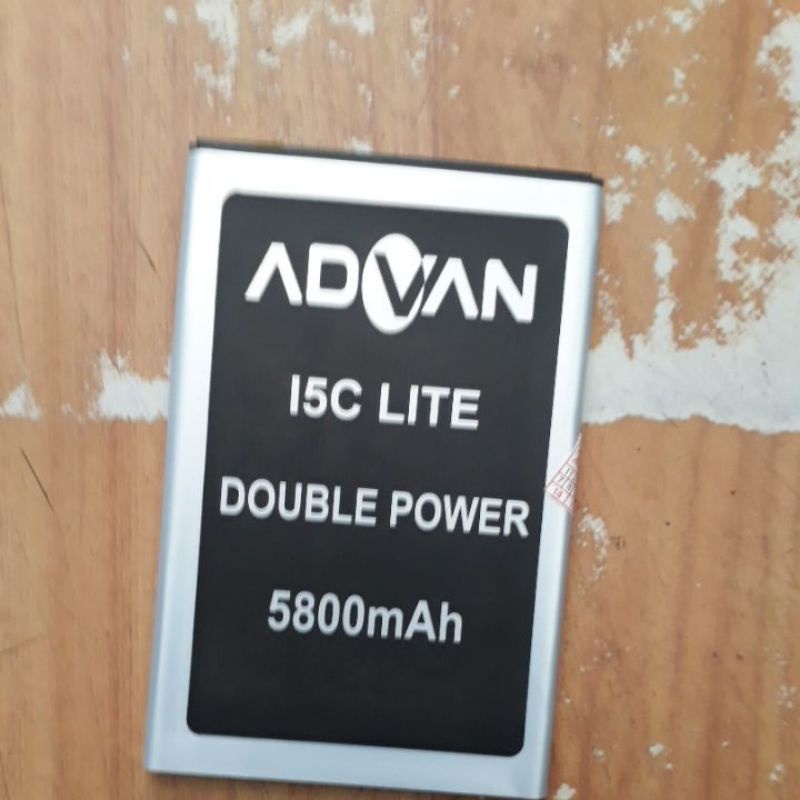 ADVAN
I5C LITE
DOUBLE POWER
5800mAh